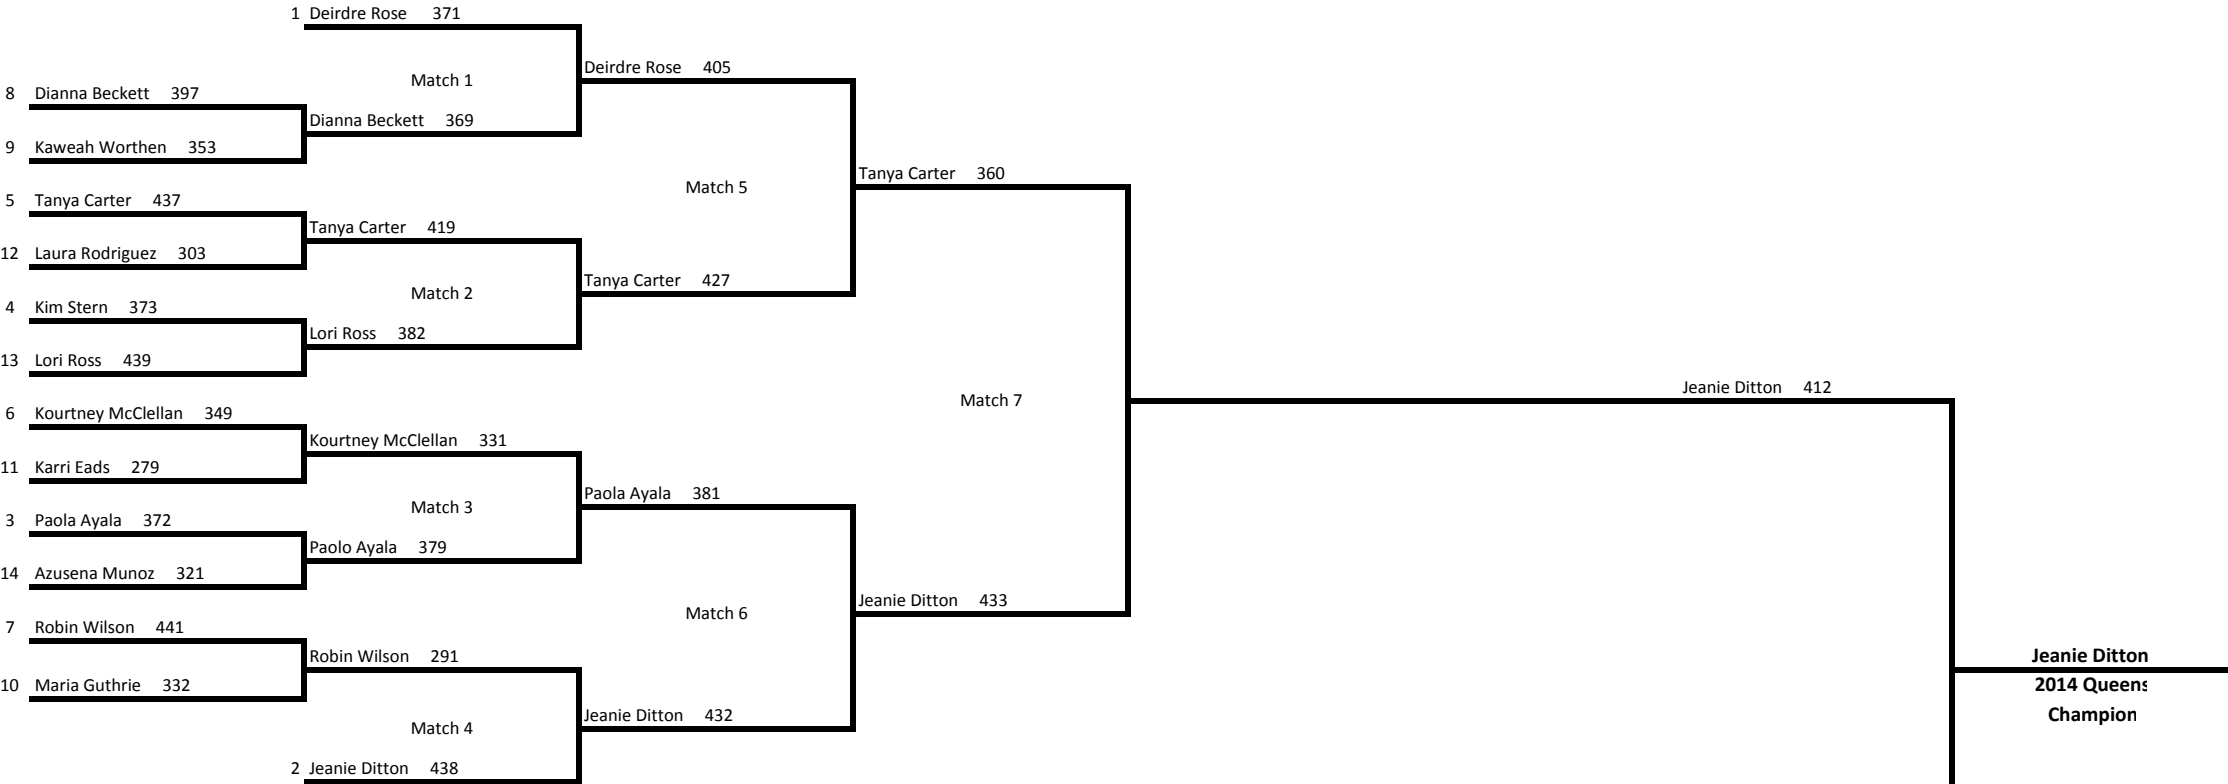 1 Deirdre Rose 371
Deirdre Rose 405
Match 1
8 Dianna Beckett 397
Dianna Beckett 369
9 Kaweah Worthen 353
Tanya Carter 360
Match 5
5 Tanya Carter 437
Tanya Carter 419
12 Laura Rodriguez 303
Tanya Carter 427
Match 2
4 Kim Stern 373
Lori Ross 382
13 Lori Ross 439
Jeanie Ditton 412
Match 7
6 Kourtney McClellan 349
Kourtney McClellan 331
11 Karri Eads 279
Paola Ayala 381
Match 3
3 Paola Ayala 372
Paolo Ayala 379
14 Azusena Munoz 321
Jeanie Ditton 433
Match 6
7 Robin Wilson 441
Robin Wilson 291
10 Maria Guthrie 332
Jeanie Ditton 432
Match 4
2 Jeanie Ditton 438
Jeanie Ditton
2014 Queens
Champion